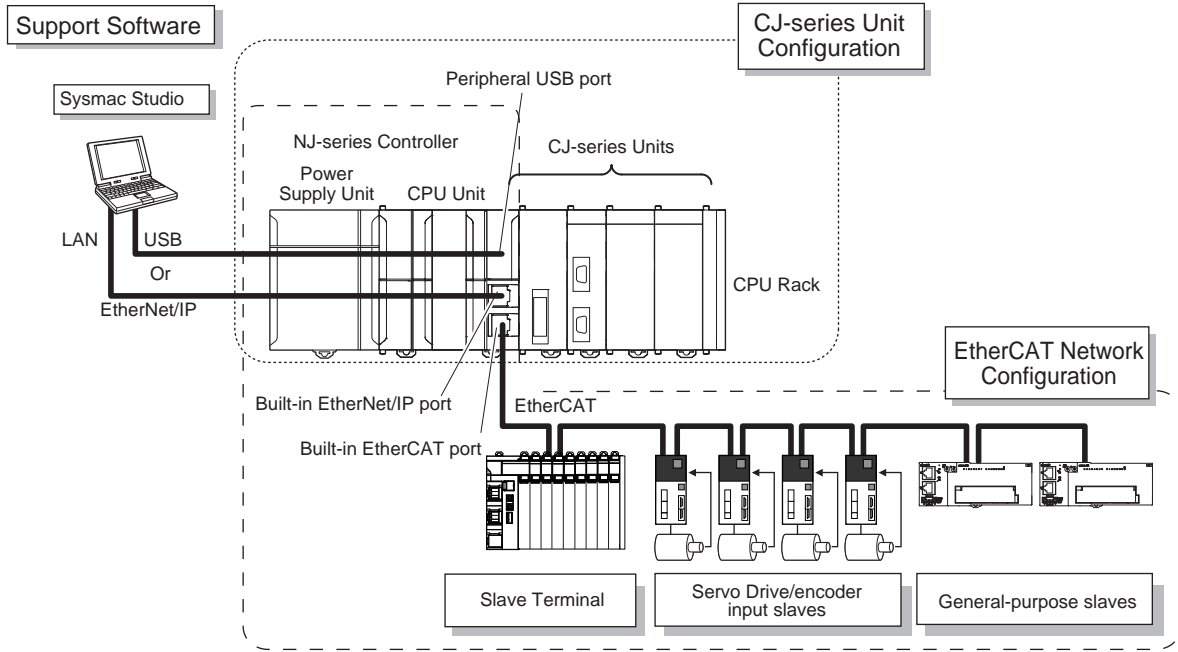 Support Software
CJ-series Unit
Configuration
Sysmac Studio
Peripheral USB port
NJ-series Controller
CJ-series Units
Power
Supply Unit
CPU Unit
LAN
USB
Or
EtherNet/IP
CPU Rack
EtherCAT Network
Configuration
Built-in EtherNet/IP port
EtherCAT
Built-in EtherCAT port
Slave Terminal
Servo Drive/encoder
input slaves
General-purpose slaves